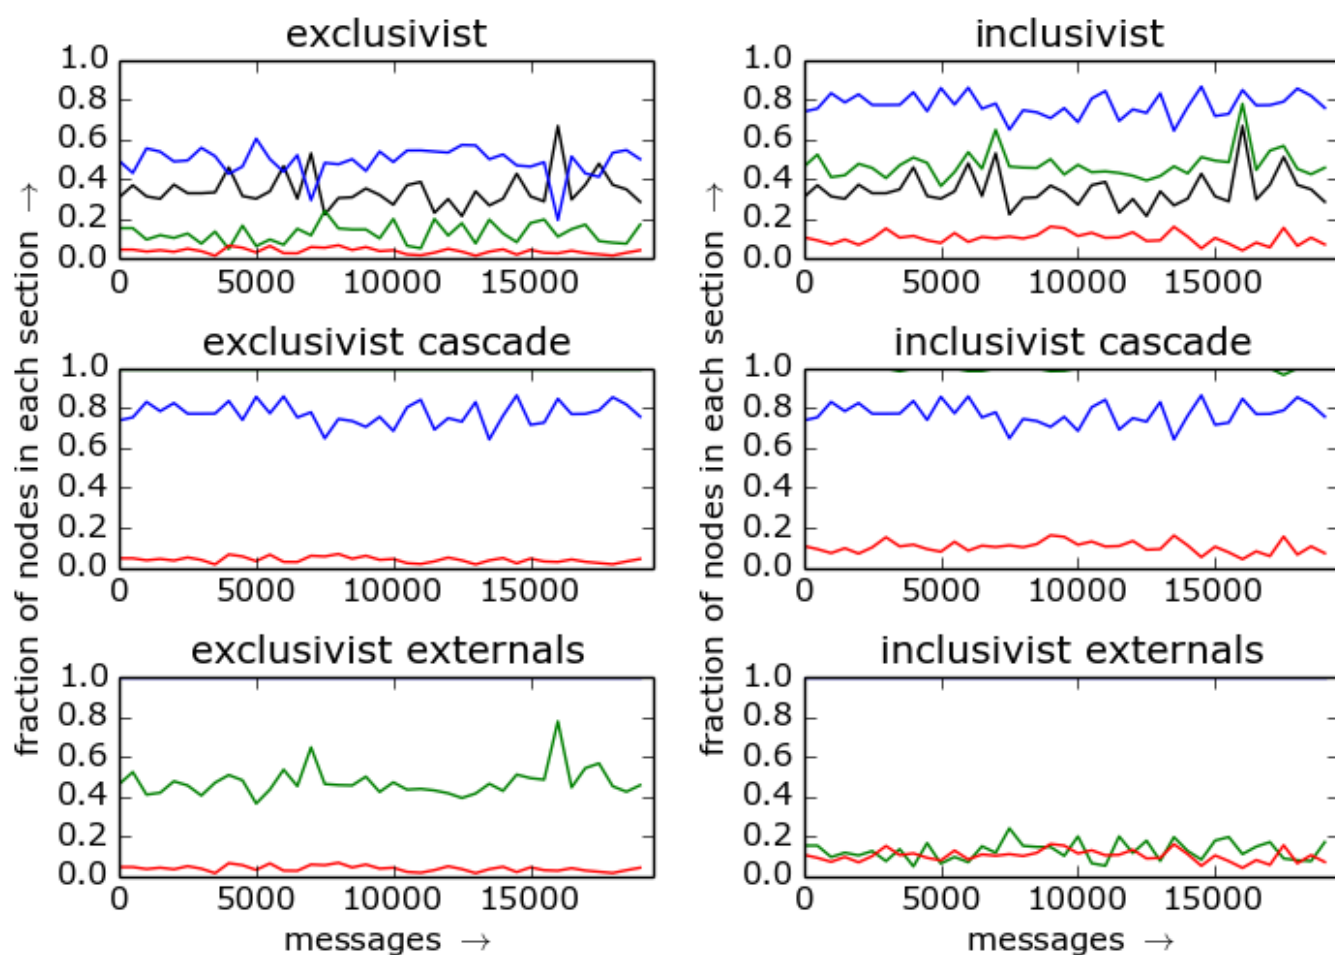 exclusivist
1.0
0.8
0.6
0.4
0.2
0.0
0 5000 10000 15000
inclusivist
1.0
0.8
0.6
0.4
0.2
0.0
0 5000 10000 15000
exclusivist cascade
1.0
0.8
0.6
0.4
0.2
0.0
0 5000 10000 15000
inclusivist cascade
1.0
0.8
0.6
0.4
0.2
0.0
0 5000 10000 15000
exclusivist externals
1.0
0.8
0.6
0.4
0.2
0.0
0 5000 10000 15000
messages →
inclusivist externals
1.0
0.8
0.6
0.4
0.2
0.0
0 5000 10000 15000
messages →
fraction of nodes in each section →
fraction of nodes in each section →